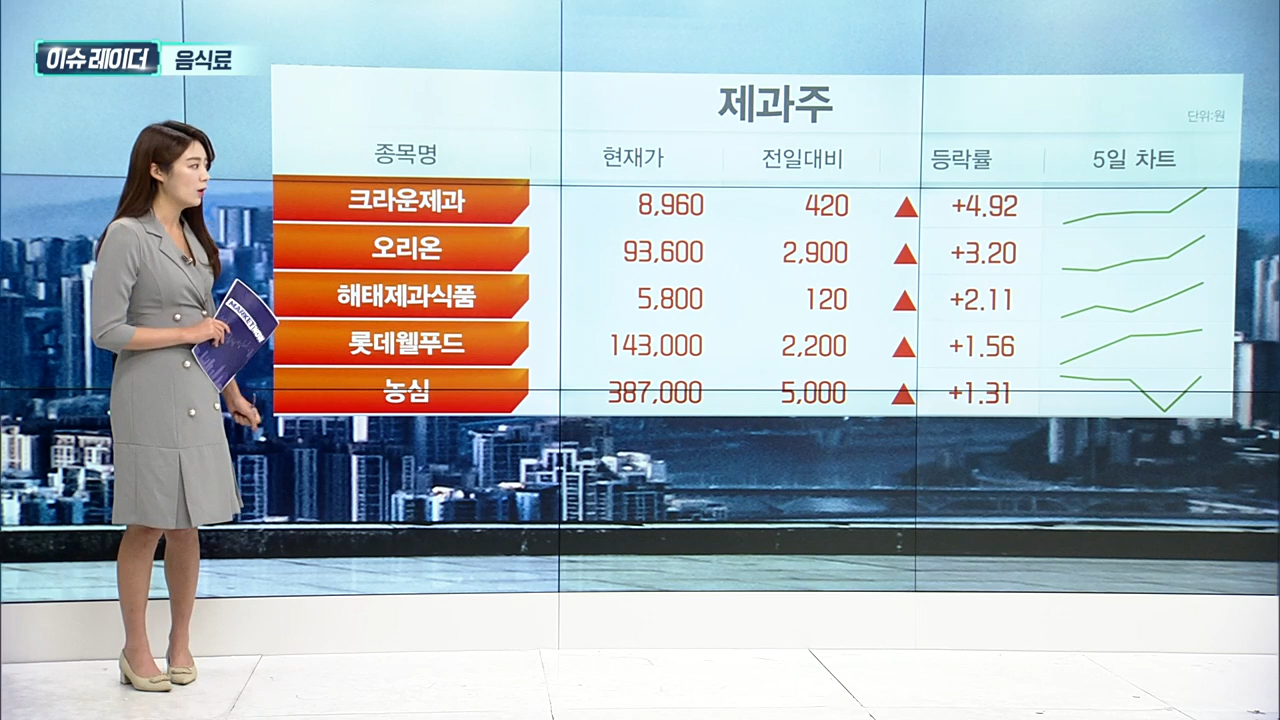 이슈 레이더 음식료
제과주
단위:원
종목명 현재가 전일대비 등락률 5일 차트
크라운제과 8,960 420 ▲ +4.92
오리온 93,600 2,900 ▲ +3.20
해태제과식품 5,800 120 ▲ +2.11
롯데웰푸드 143,000 2,200 ▲ +1.56
농심 387,000 5,000 ▲ +1.31
MARKET